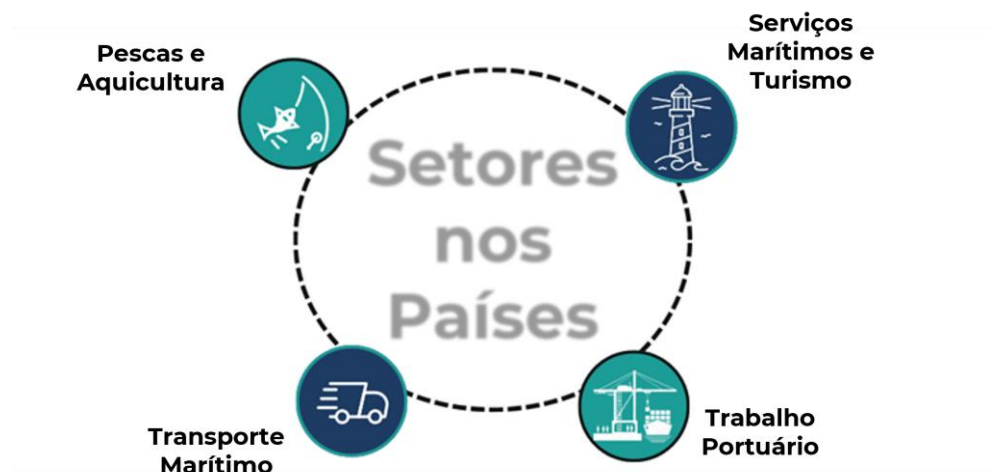 Pescas e
Aquicultura
Serviços
Marítimos e
Turismo
Setores
nos
Países
Transporte
Marítimo
Trabalho
Portuário